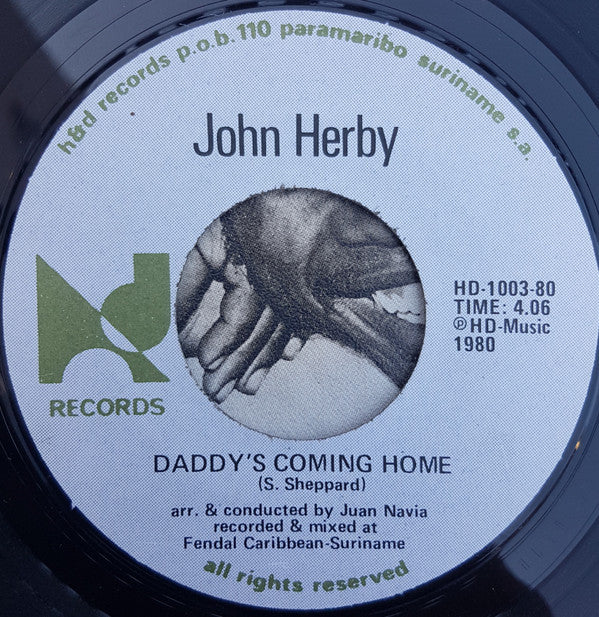 h&d records p.o.b. 110 paramaribo suriname s.a.
John Herby
HD-1003-80
TIME: 4.06
℗HD-Music
1980
hd
RECORDS
DADDY'S COMING HOME
(S. Sheppard)
arr. & conducted by Juan Navia
recorded & mixed at
Fendal Caribbean-Suriname
all rights reserved